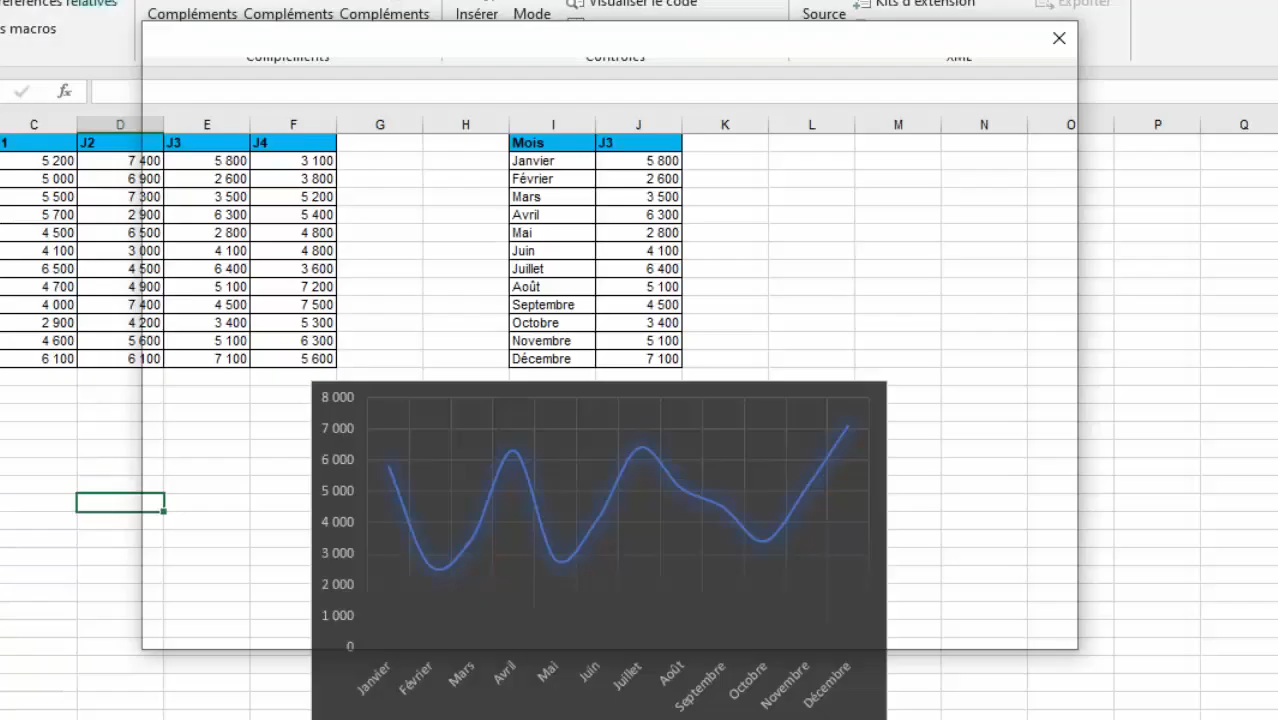 références relatives
s macros
Compléments Compléments Compléments
Insérer Mode
Visualiser le code
Source
Kits d'extension
Exporter
Compléments Contrôles XML
fx
C D E F G H I J K L M N O P Q
1 J2 J3 J4 Mois J3
5 200 7 400 5 800 3 100 Janvier 5 800
5 000 6 900 2 600 3 800 Février 2 600
5 500 7 300 3 500 5 200 Mars 3 500
5 700 2 900 6 300 5 400 Avril 6 300
4 500 6 500 2 800 4 800 Mai 2 800
4 100 3 000 4 100 4 800 Juin 4 100
6 500 4 500 6 400 3 600 Juillet 6 400
4 700 4 900 5 100 7 200 Août 5 100
4 000 7 400 4 500 7 500 Septembre 4 500
2 900 4 200 3 400 5 300 Octobre 3 400
4 600 5 600 5 100 6 300 Novembre 5 100
6 100 6 100 7 100 5 600 Décembre 7 100
8 000
7 000
6 000
5 000
4 000
3 000
2 000
1 000
0
Janvier Février Mars Avril Mai Juin Juillet Août Septembre Octobre Novembre Décembre